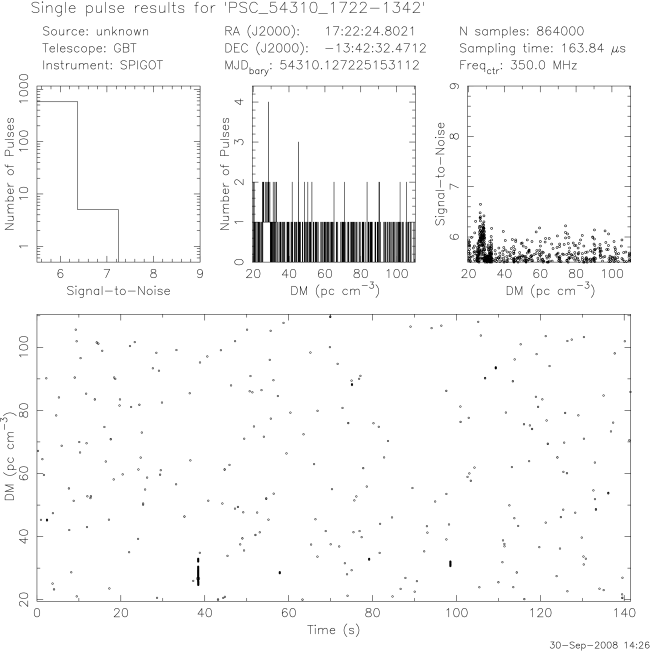 Single pulse results for 'PSC_54310_1722−1342'
Source: unknown RA (J2000): 17:22:24.8021 N samples: 864000
Telescope: GBT DEC (J2000): −13:42:32.4712 Sampling time: 163.84 μs
Instrument: SPIGOT MJDbary: 54310.127225153112 Freqctr: 350.0 MHz
Number of Pulses
1 10 100 1000
6 7 8 9
Signal−to−Noise
Number of Pulses
0 1 2 3 4
20 40 60 80 100
DM (pc cm−3)
Signal−to−Noise
6 7 8 9
20 40 60 80 100
DM (pc cm−3)
DM (pc cm−3)
20 40 60 80 100
0 20 40 60 80 100 120 140
Time (s)
30−Sep−2008 14:26